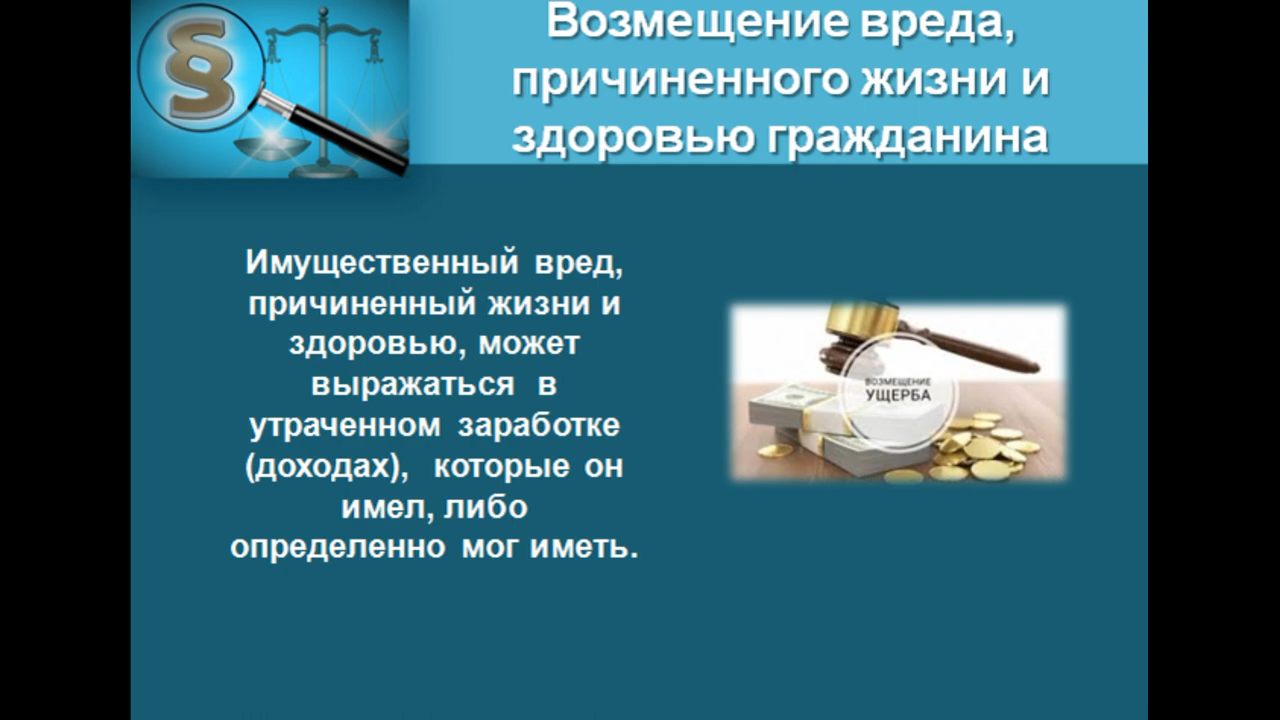 §
Возмещение вреда,
причиненного жизни и
здоровью гражданина
Имущественный вред,
причиненный жизни и
здоровью, может
выражаться в
утраченном заработке
(доходах), которые он
имел, либо
определенно мог иметь.
ВОЗМЕЩЕНИЕ
УЩЕРБА